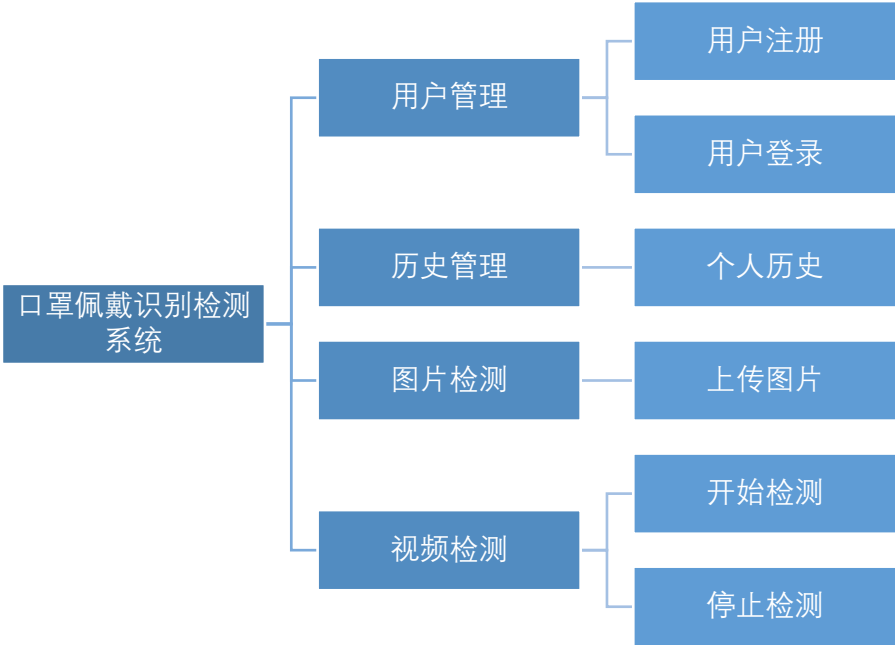 用户注册
用户管理
用户登录
历史管理
个人历史
口罩佩戴识别检测
系统
图片检测
上传图片
开始检测
视频检测
停止检测